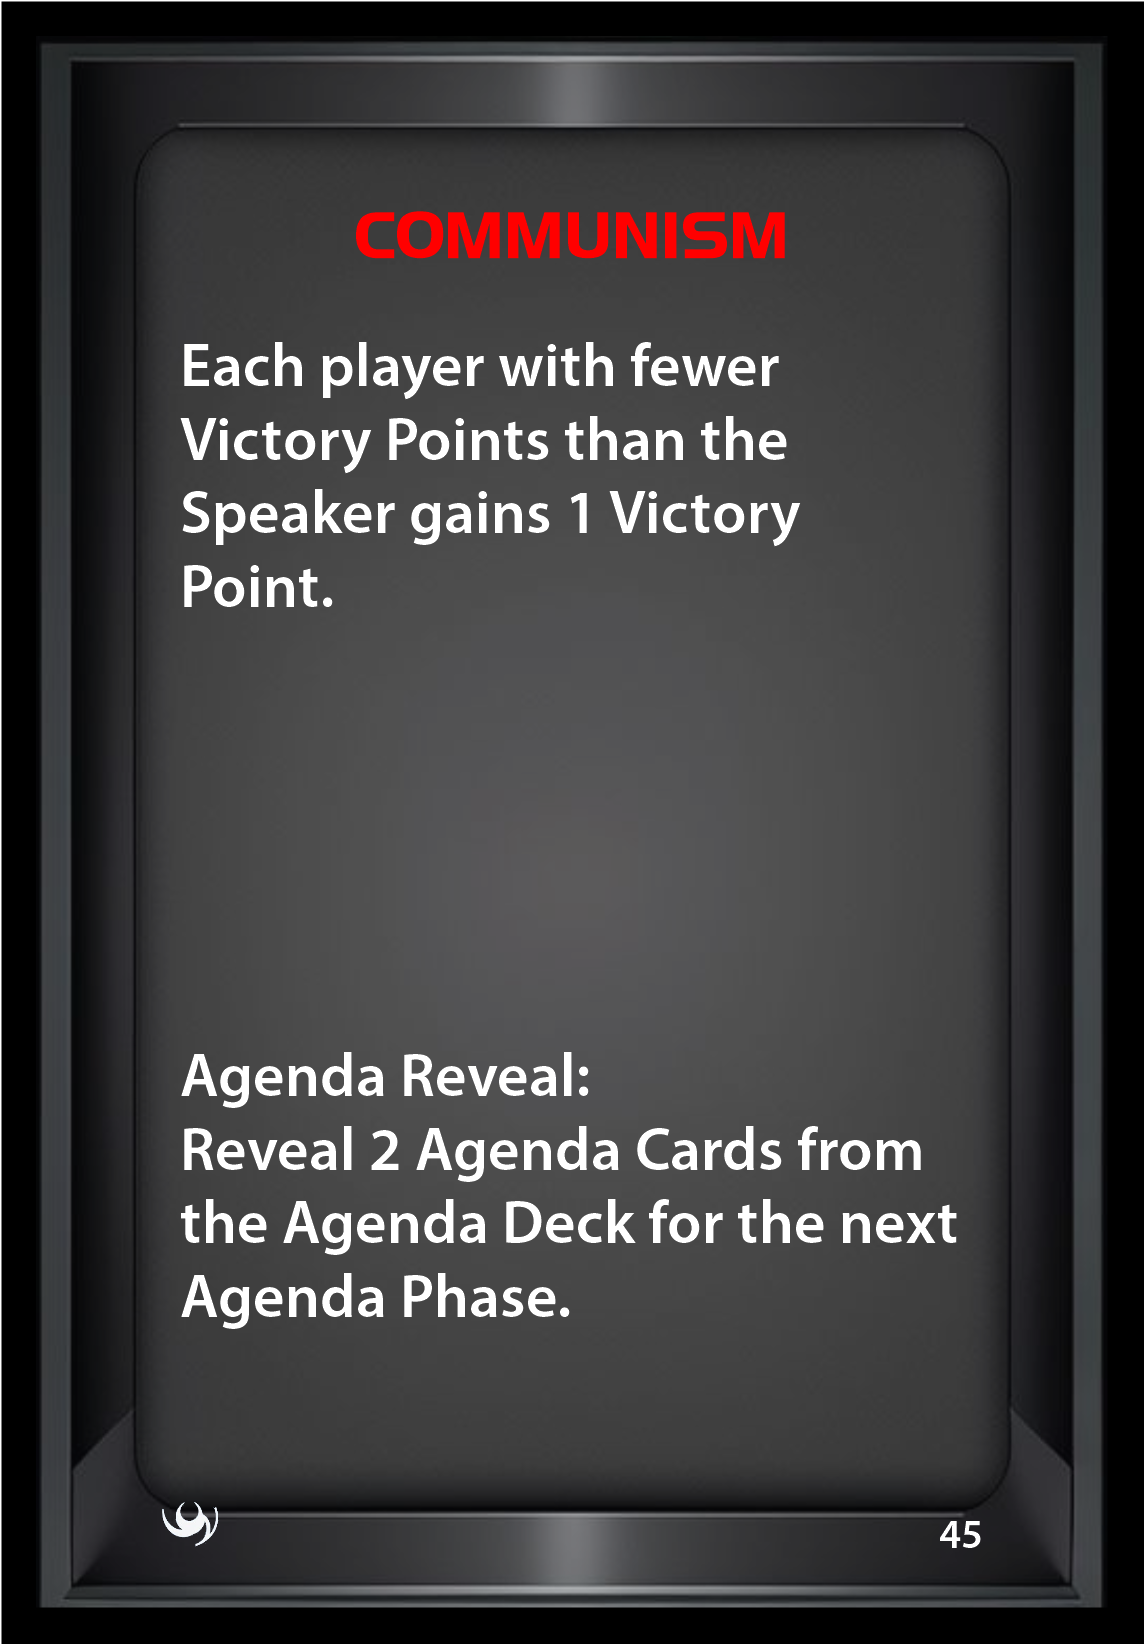 COMMUNISM
Each player with fewer
Victory Points than the
Speaker gains 1 Victory
Point.
Agenda Reveal:
Reveal 2 Agenda Cards from
the Agenda Deck for the next
Agenda Phase.
45